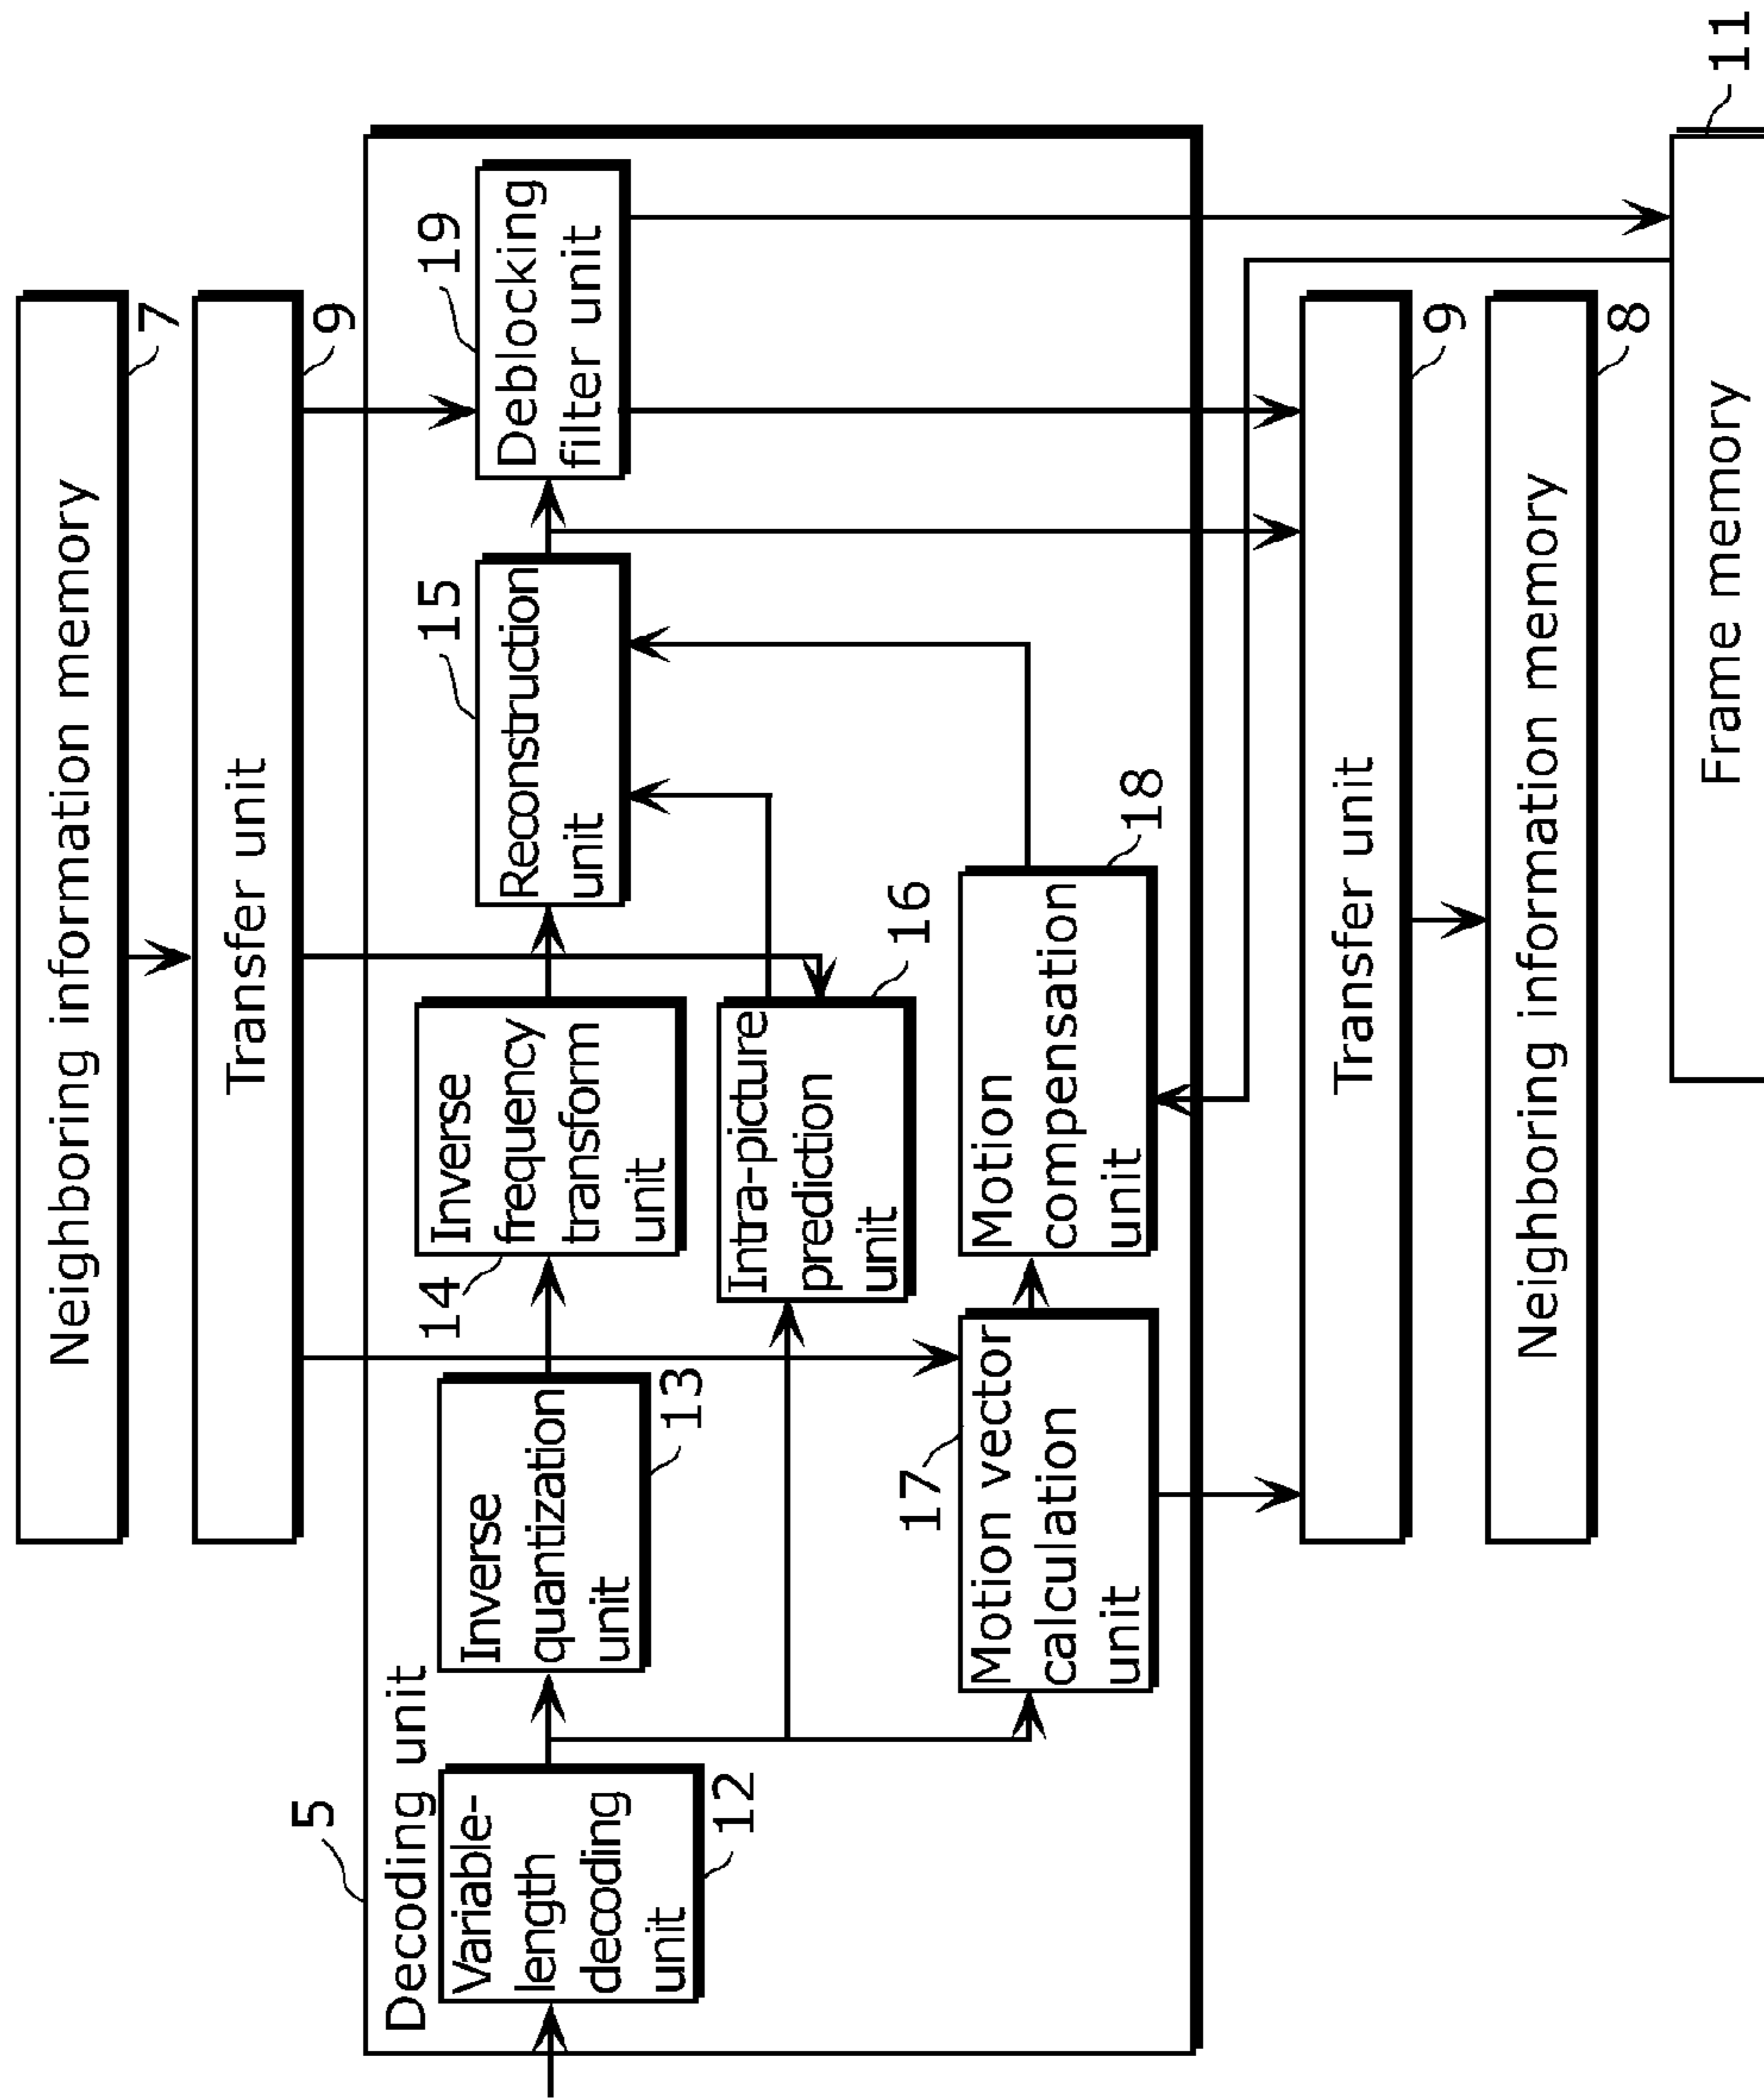 Neighboring information memory
7
Transfer unit
9
5
Decoding unit
Variable-
length
decoding
unit
12
Inverse
quantization
unit
13
14
Inverse
frequency
transform
unit
15
Reconstruction
unit
19
Deblocking
filter unit
Intra-picture
prediction
unit
16
17
Motion vector
calculation
unit
Motion
compensation
unit
18
Transfer unit
9
Neighboring information memory
8
Frame memory
11